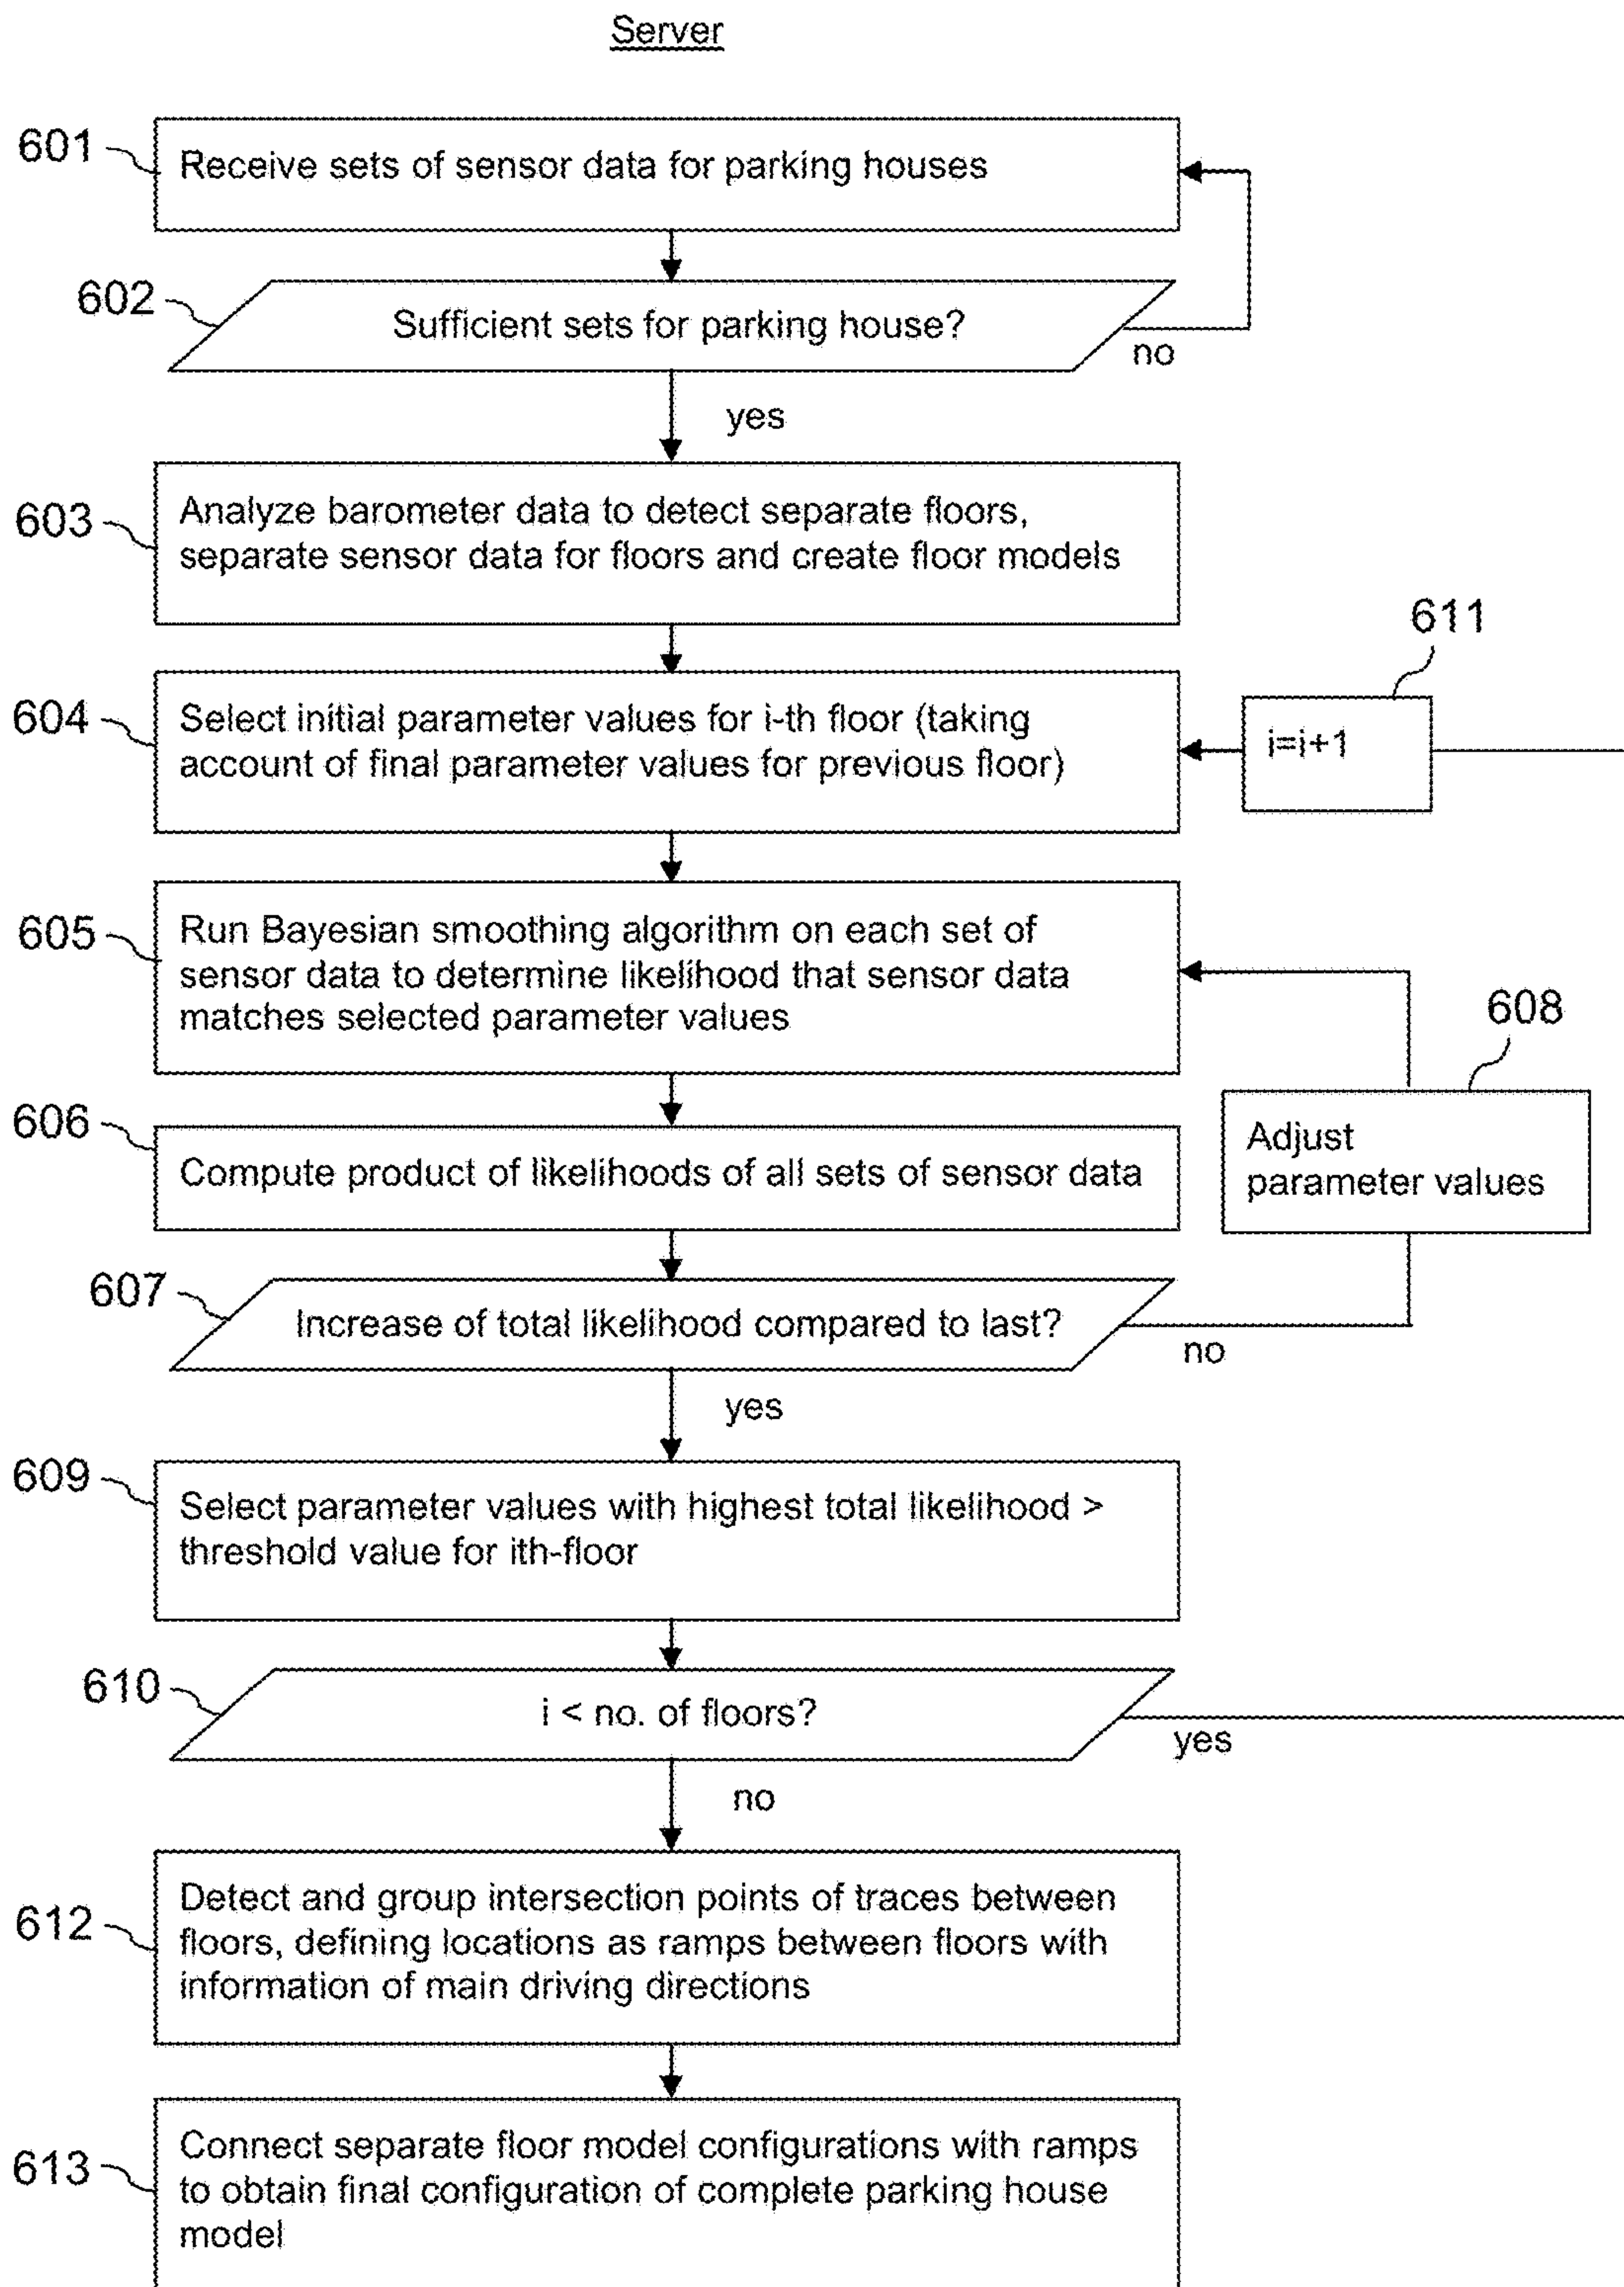 Server
601
Receive sets of sensor data for parking houses
602
Sufficient sets for parking house?
no
yes
603
Analyze barometer data to detect separate floors,
separate sensor data for floors and create floor models
611
604
Select initial parameter values for i-th floor (taking
account of final parameter values for previous floor)
i=i+1
605
Run Bayesian smoothing algorithm on each set of
sensor data to determine likelihood that sensor data
matches selected parameter values
608
Adjust
parameter values
606
Compute product of likelihoods of all sets of sensor data
607
Increase of total likelihood compared to last?
no
yes
609
Select parameter values with highest total likelihood >
threshold value for ith-floor
610
i < no. of floors?
yes
no
612
Detect and group intersection points of traces between
floors, defining locations as ramps between floors with
information of main driving directions
613
Connect separate floor model configurations with ramps
to obtain final configuration of complete parking house
model